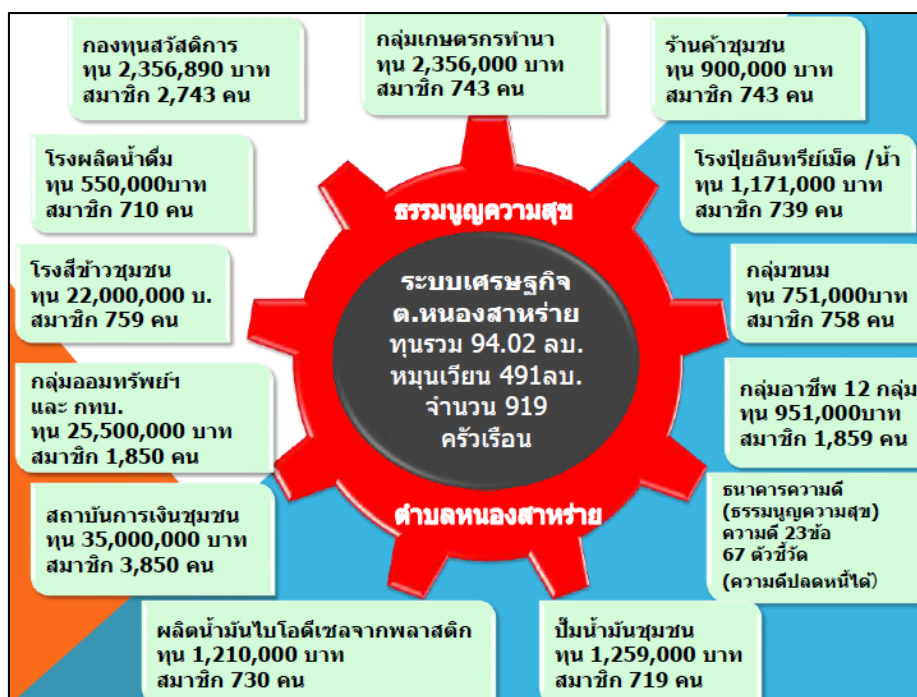 กองทุนสวัสดิการ
ทุน 2,356,890 บาท
สมาชิก 2,743 คน
กลุ่มเกษตรกรทำนา
ทุน 2,356,000 บาท
สมาชิก 743 คน
ร้านค้าชุมชน
ทุน 900,000 บาท
สมาชิก 743 คน
โรงผลิตน้ำดื่ม
ทุน 550,000บาท
สมาชิก 710 คน
โรงปุ๋ยอินทรีย์เม็ด /น้ำ
ทุน 1,171,000 บาท
สมาชิก 739 คน
ธรรมนูญความสุข
ระบบเศรษฐกิจ
ต.หนองสาหร่าย
ทุนรวม 94.02 ลบ.
หมุนเวียน 491ลบ.
จำนวน 919
ครัวเรือน
ตำบลหนองสาหร่าย
โรงสีข้าวชุมชน
ทุน 22,000,000 บ.
สมาชิก 759 คน
กลุ่มขนม
ทุน 751,000บาท
สมาชิก 758 คน
กลุ่มออมทรัพย์ฯ
และ กทบ.
ทุน 25,500,000 บาท
สมาชิก 1,850 คน
กลุ่มอาชีพ 12 กลุ่ม
ทุน 951,000บาท
สมาชิก 1,859 คน
สถาบันการเงินชุมชน
ทุน 35,000,000 บาท
สมาชิก 3,850 คน
ธนาคารความดี
(ธรรมนูญความสุข)
ความดี 23ข้อ
67 ตัวชี้วัด
(ความดีปลดหนี้ได้)
ผลิตน้ำมันไบโอดีเซลจากพลาสติก
ทุน 1,210,000 บาท
สมาชิก 730 คน
ปั๊มน้ำมันชุมชน
ทุน 1,259,000 บาท
สมาชิก 719 คน